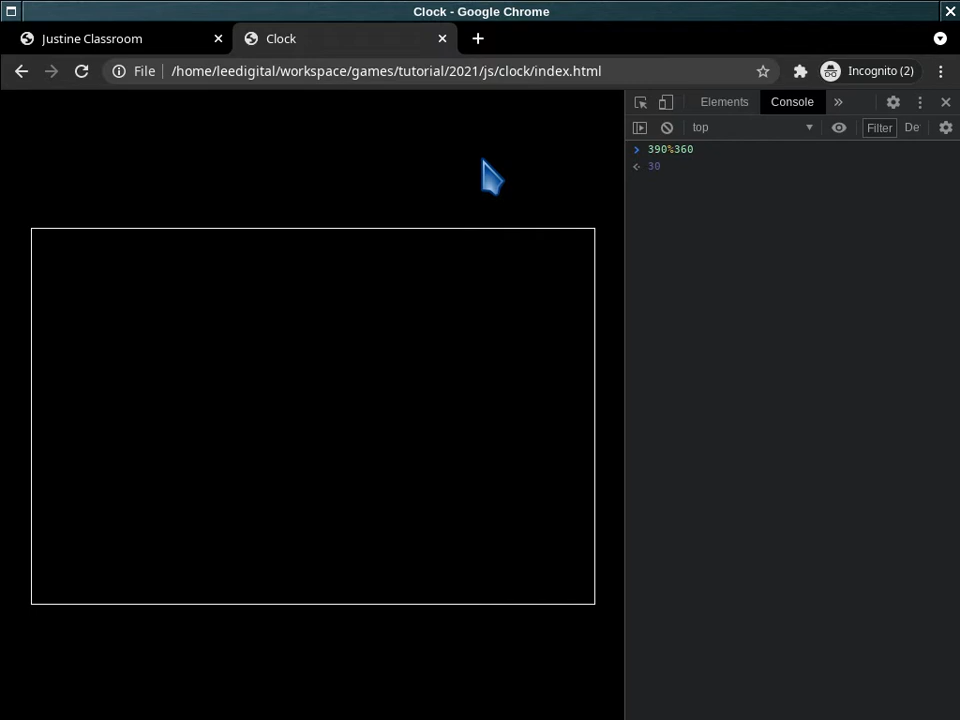 Clock - Google Chrome
Justine Classroom
Clock
File
/home/leedigital/workspace/games/tutorial/2021/js/clock/index.html
Incognito (2)
Elements
Console
top
Filter
De
390%360
30